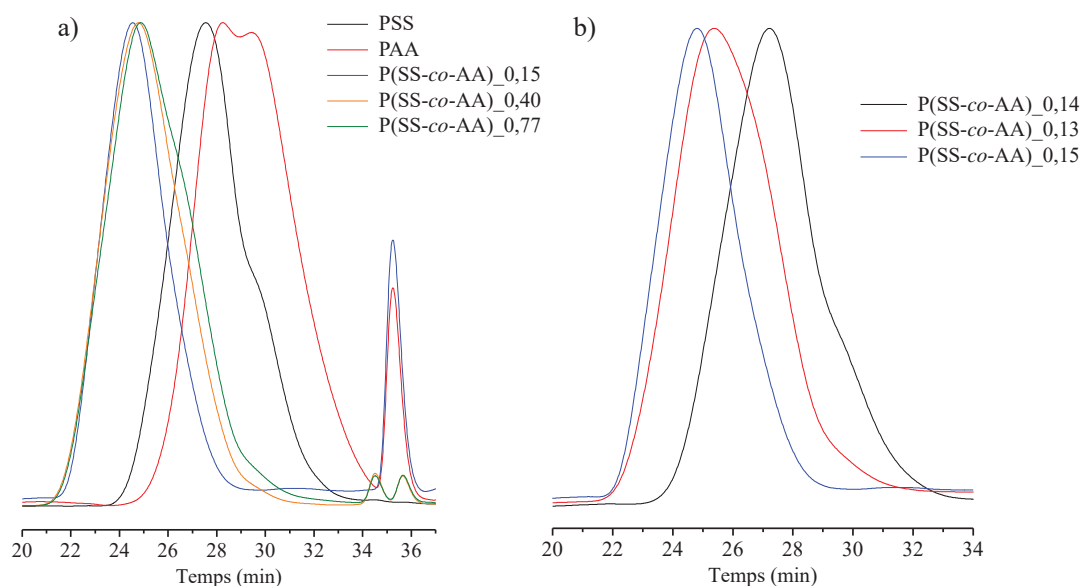 a)
PSS
PAA
P(SS-co-AA)_0,15
P(SS-co-AA)_0,40
P(SS-co-AA)_0,77
20 22 24 26 28 30 32 34 36
Temps (min)
b)
P(SS-co-AA)_0,14
P(SS-co-AA)_0,13
P(SS-co-AA)_0,15
20 22 24 26 28 30 32 34
Temps (min)